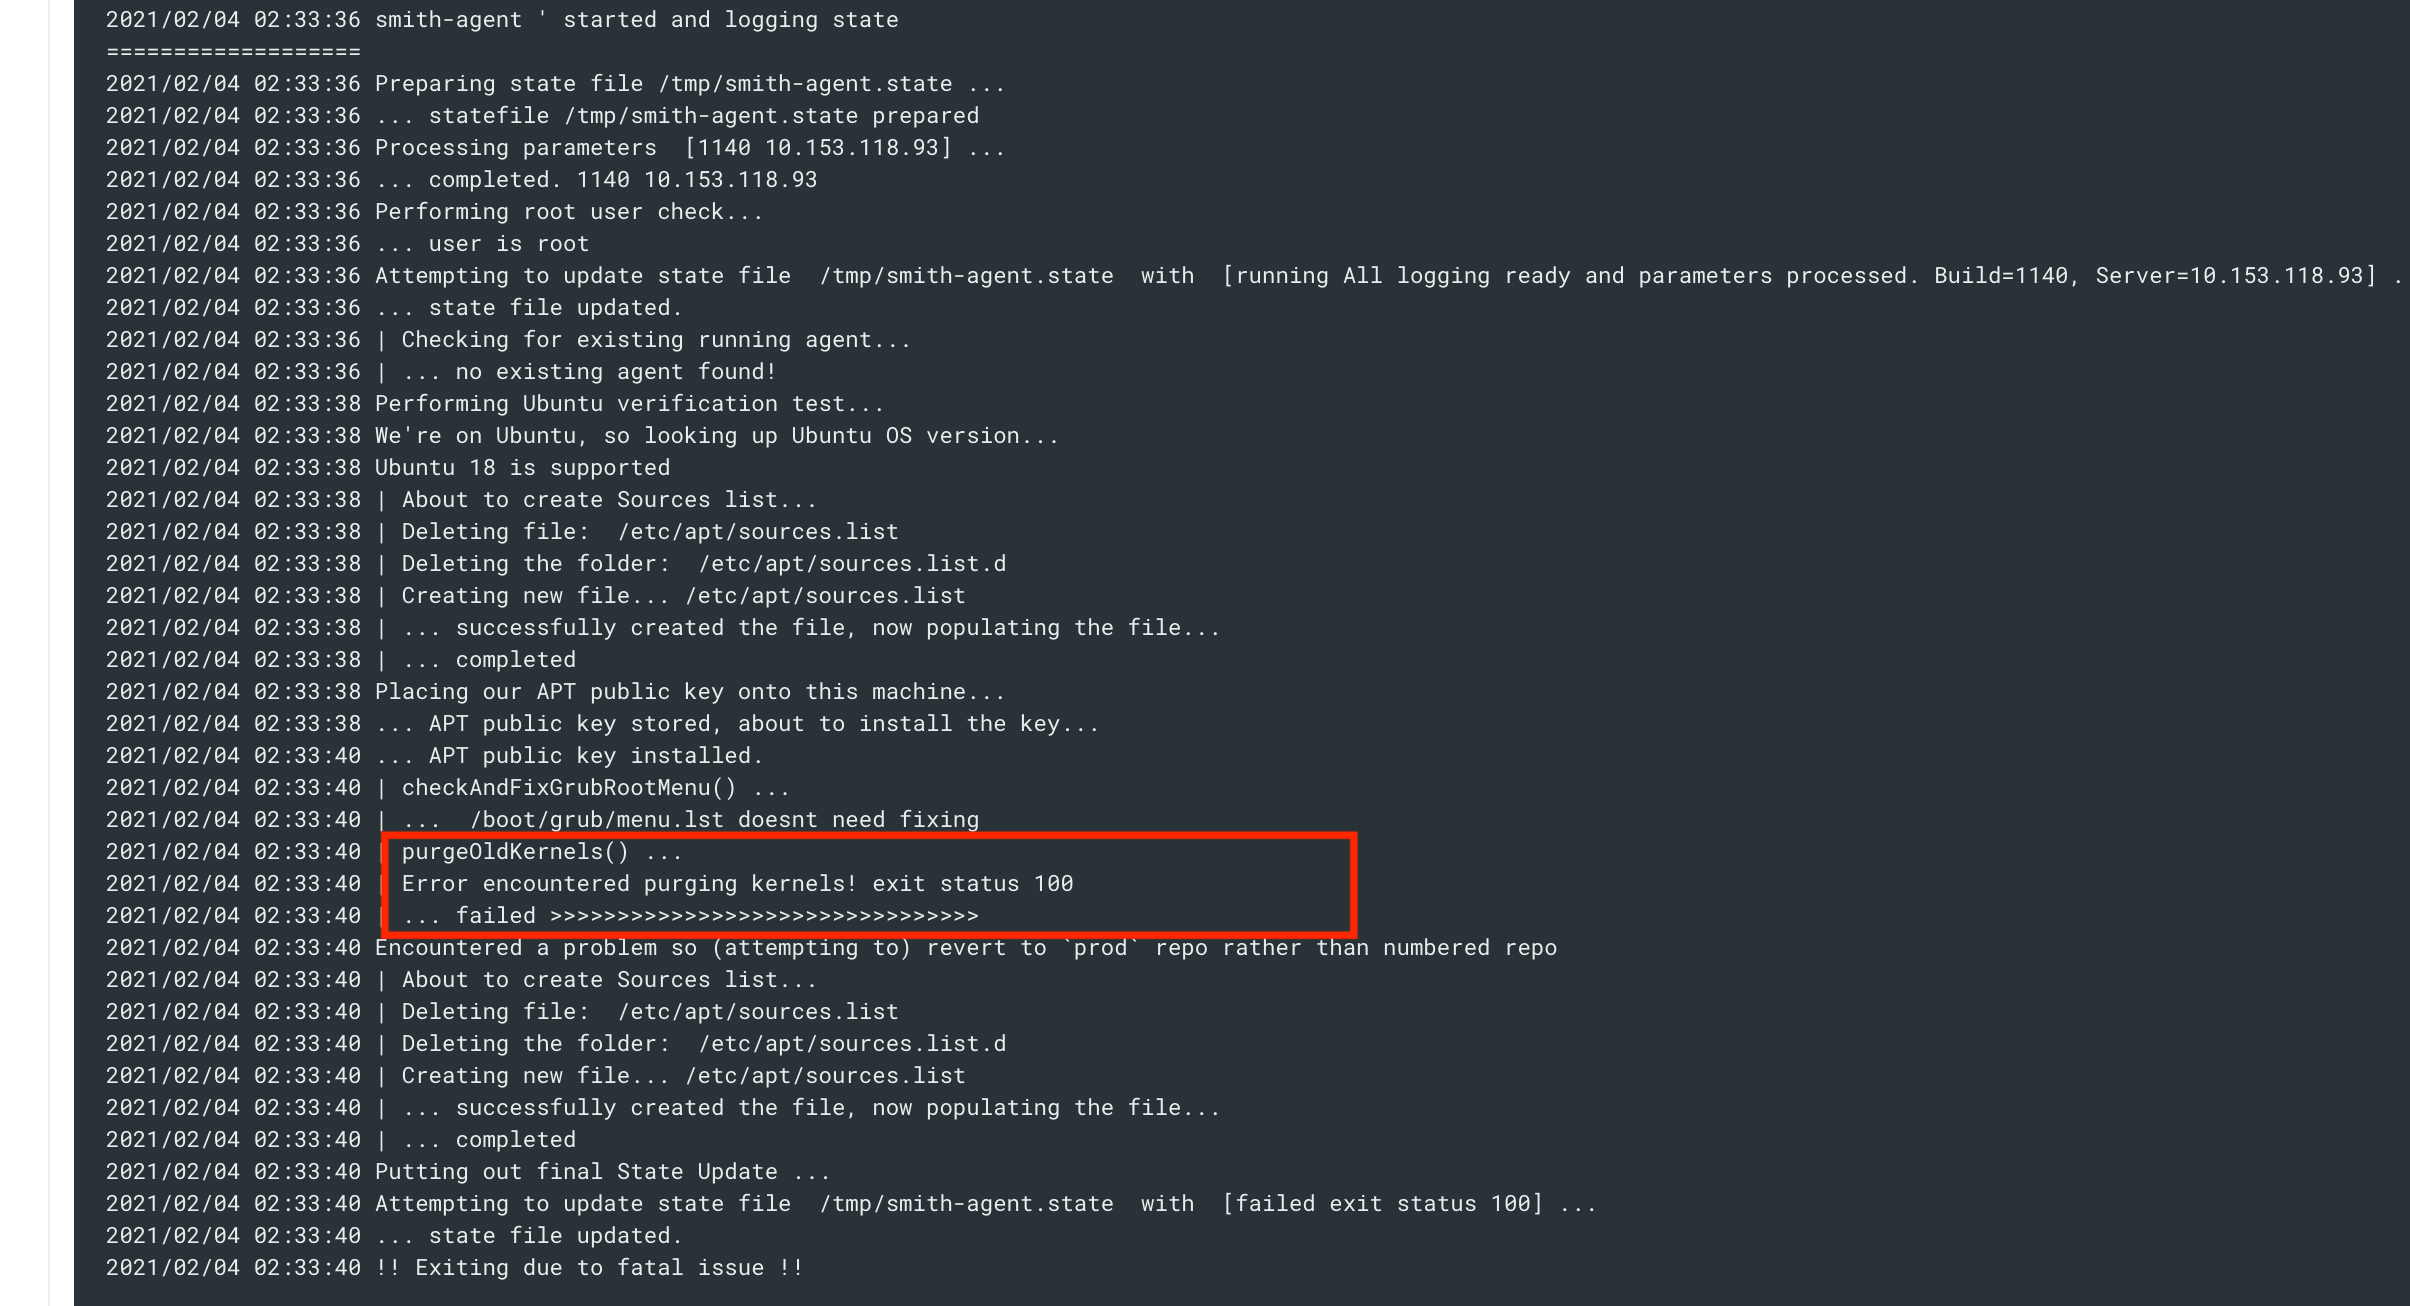 2021/02/04 02:33:36 smith-agent ' started and logging state
===================
2021/02/04 02:33:36 Preparing state file /tmp/smith-agent.state ...
2021/02/04 02:33:36 ... statefile /tmp/smith-agent.state prepared
2021/02/04 02:33:36 Processing parameters  [1140 10.153.118.93] ...
2021/02/04 02:33:36 ... completed. 1140 10.153.118.93
2021/02/04 02:33:36 Performing root user check...
2021/02/04 02:33:36 ... user is root
2021/02/04 02:33:36 Attempting to update state file  /tmp/smith-agent.state  with  [running All logging ready and parameters processed. Build=1140, Server=10.153.118.93] .
2021/02/04 02:33:36 ... state file updated.
2021/02/04 02:33:36 | Checking for existing running agent...
2021/02/04 02:33:36 | ... no existing agent found!
2021/02/04 02:33:38 Performing Ubuntu verification test...
2021/02/04 02:33:38 We're on Ubuntu, so looking up Ubuntu OS version...
2021/02/04 02:33:38 Ubuntu 18 is supported
2021/02/04 02:33:38 | About to create Sources list...
2021/02/04 02:33:38 | Deleting file:  /etc/apt/sources.list
2021/02/04 02:33:38 | Deleting the folder:  /etc/apt/sources.list.d
2021/02/04 02:33:38 | Creating new file... /etc/apt/sources.list
2021/02/04 02:33:38 | ... successfully created the file, now populating the file...
2021/02/04 02:33:38 | ... completed
2021/02/04 02:33:38 Placing our APT public key onto this machine...
2021/02/04 02:33:38 ... APT public key stored, about to install the key...
2021/02/04 02:33:40 ... APT public key installed.
2021/02/04 02:33:40 | checkAndFixGrubRootMenu() ...
2021/02/04 02:33:40 | ...  /boot/grub/menu.lst doesnt need fixing
2021/02/04 02:33:40 | purgeOldKernels() ...
2021/02/04 02:33:40 | Error encountered purging kernels! exit status 100
2021/02/04 02:33:40 | ... failed >>>>>>>>>>>>>>>>>>>>>>>>>>>>>>>>
2021/02/04 02:33:40 Encountered a problem so (attempting to) revert to `prod` repo rather than numbered repo
2021/02/04 02:33:40 | About to create Sources list...
2021/02/04 02:33:40 | Deleting file:  /etc/apt/sources.list
2021/02/04 02:33:40 | Deleting the folder:  /etc/apt/sources.list.d
2021/02/04 02:33:40 | Creating new file... /etc/apt/sources.list
2021/02/04 02:33:40 | ... successfully created the file, now populating the file...
2021/02/04 02:33:40 | ... completed
2021/02/04 02:33:40 Putting out final State Update ...
2021/02/04 02:33:40 Attempting to update state file  /tmp/smith-agent.state  with  [failed exit status 100] ...
2021/02/04 02:33:40 ... state file updated.
2021/02/04 02:33:40 !! Exiting due to fatal issue !!